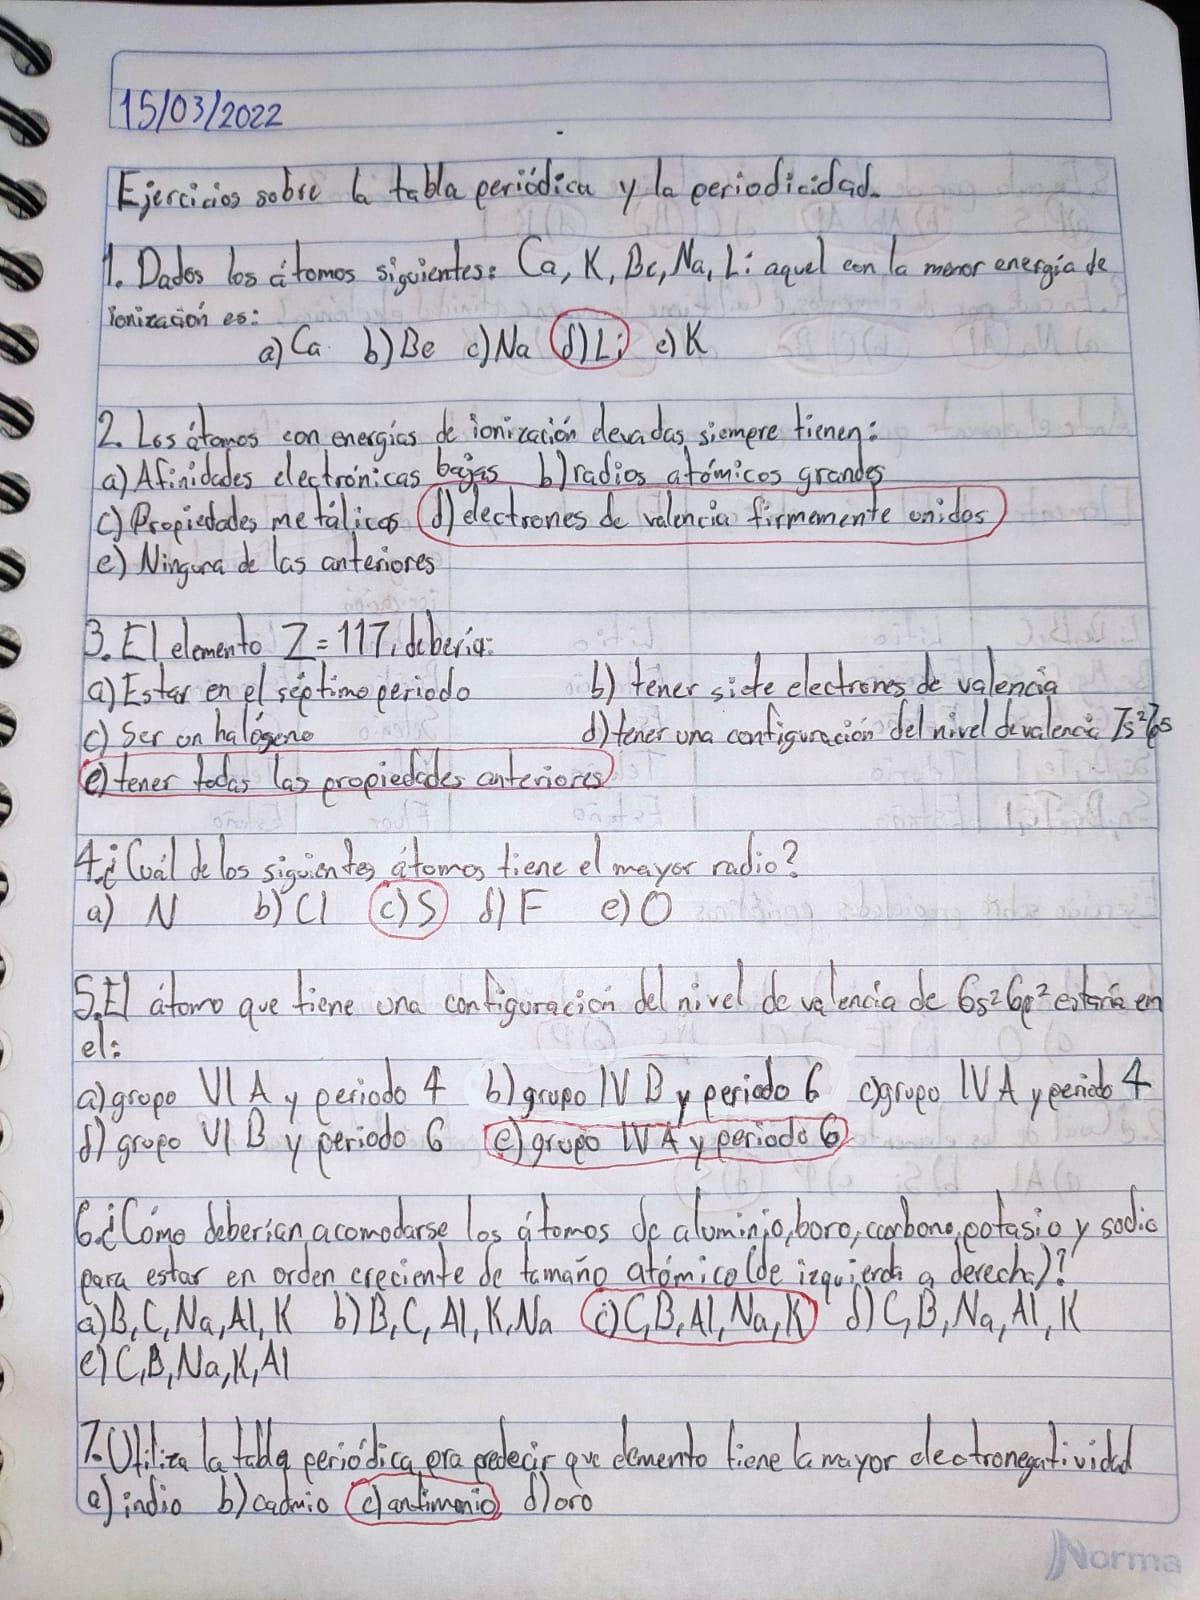 15/03/2022
Ejercicios sobre la tabla periódica y la periodicidad.
1. Dados los átomos siguientes: Ca, K, Be, Na, Li aquel con la menor energía de
ionización es:
a) Ca b) Be c) Na d) Li e) K
2. Los átomos con energías de ionización elevadas siempre tienen:
a) Afinidades electrónicas bajas b) radios atómicos grandes
c) Propiedades metálicas d) electrones de valencia firmemente unidos
e) Ninguna de las anteriores
3. El elemento Z=117, debería:
a) Estar en el séptimo periodo b) tener siete electrones de valencia
c) Ser un halógeno d) tener una configuración del nivel de valencia 7s²
e) tener todas las propiedades anteriores
4. ¿Cuál de los siguientes átomos tiene el mayor radio?
a) N b) Cl c) S d) F e) O
5. El átomo que tiene una configuración del nivel de valencia de 6s² 6p² estaría en
el:
a) grupo VI A y periodo 4 b) grupo IV B y periodo 6 c) grupo IV A y periodo 4
d) grupo VI B y periodo 6 e) grupo IV A y periodo 6
6. ¿Cómo deberían acomodarse los átomos de aluminio, boro, carbono, potasio y sodio
para estar en orden creciente de tamaño atómico (de izquierda a derecha)?
a) B, C, Na, Al, K b) B, C, Al, K, Na c) C, B, Al, Na, K d) C, B, Na, Al, K
e) C, B, Na, K, Al
7. Utiliza la tabla periódica para predecir que elemento tiene la mayor electronegatividad
a) indio b) cadmio c) antimonio d) oro
Norma